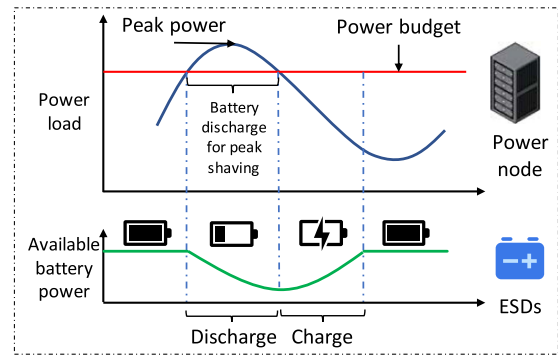 Peak power
Power budget
Power
load
Battery
discharge
for peak
shaving
Power
node
Available
battery
power
ESDs
Discharge
Charge